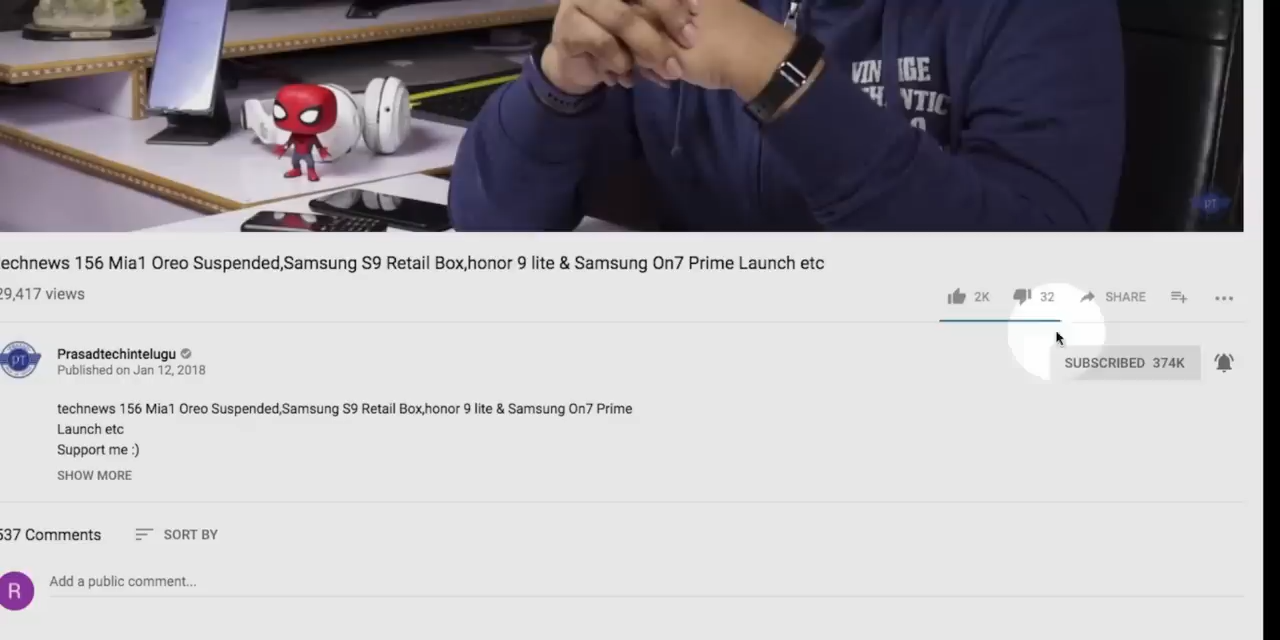 echnews 156 Mia1 Oreo Suspended,Samsung S9 Retail Box,honor 9 lite & Samsung On7 Prime Launch etc
29,417 views
2K 32 SHARE
Prasadtechintelugu
Published on Jan 12, 2018
SUBSCRIBED 374K
technews 156 Mia1 Oreo Suspended,Samsung S9 Retail Box,honor 9 lite & Samsung On7 Prime
Launch etc
Support me :)
SHOW MORE
537 Comments SORT BY
R Add a public comment...
PT
PT